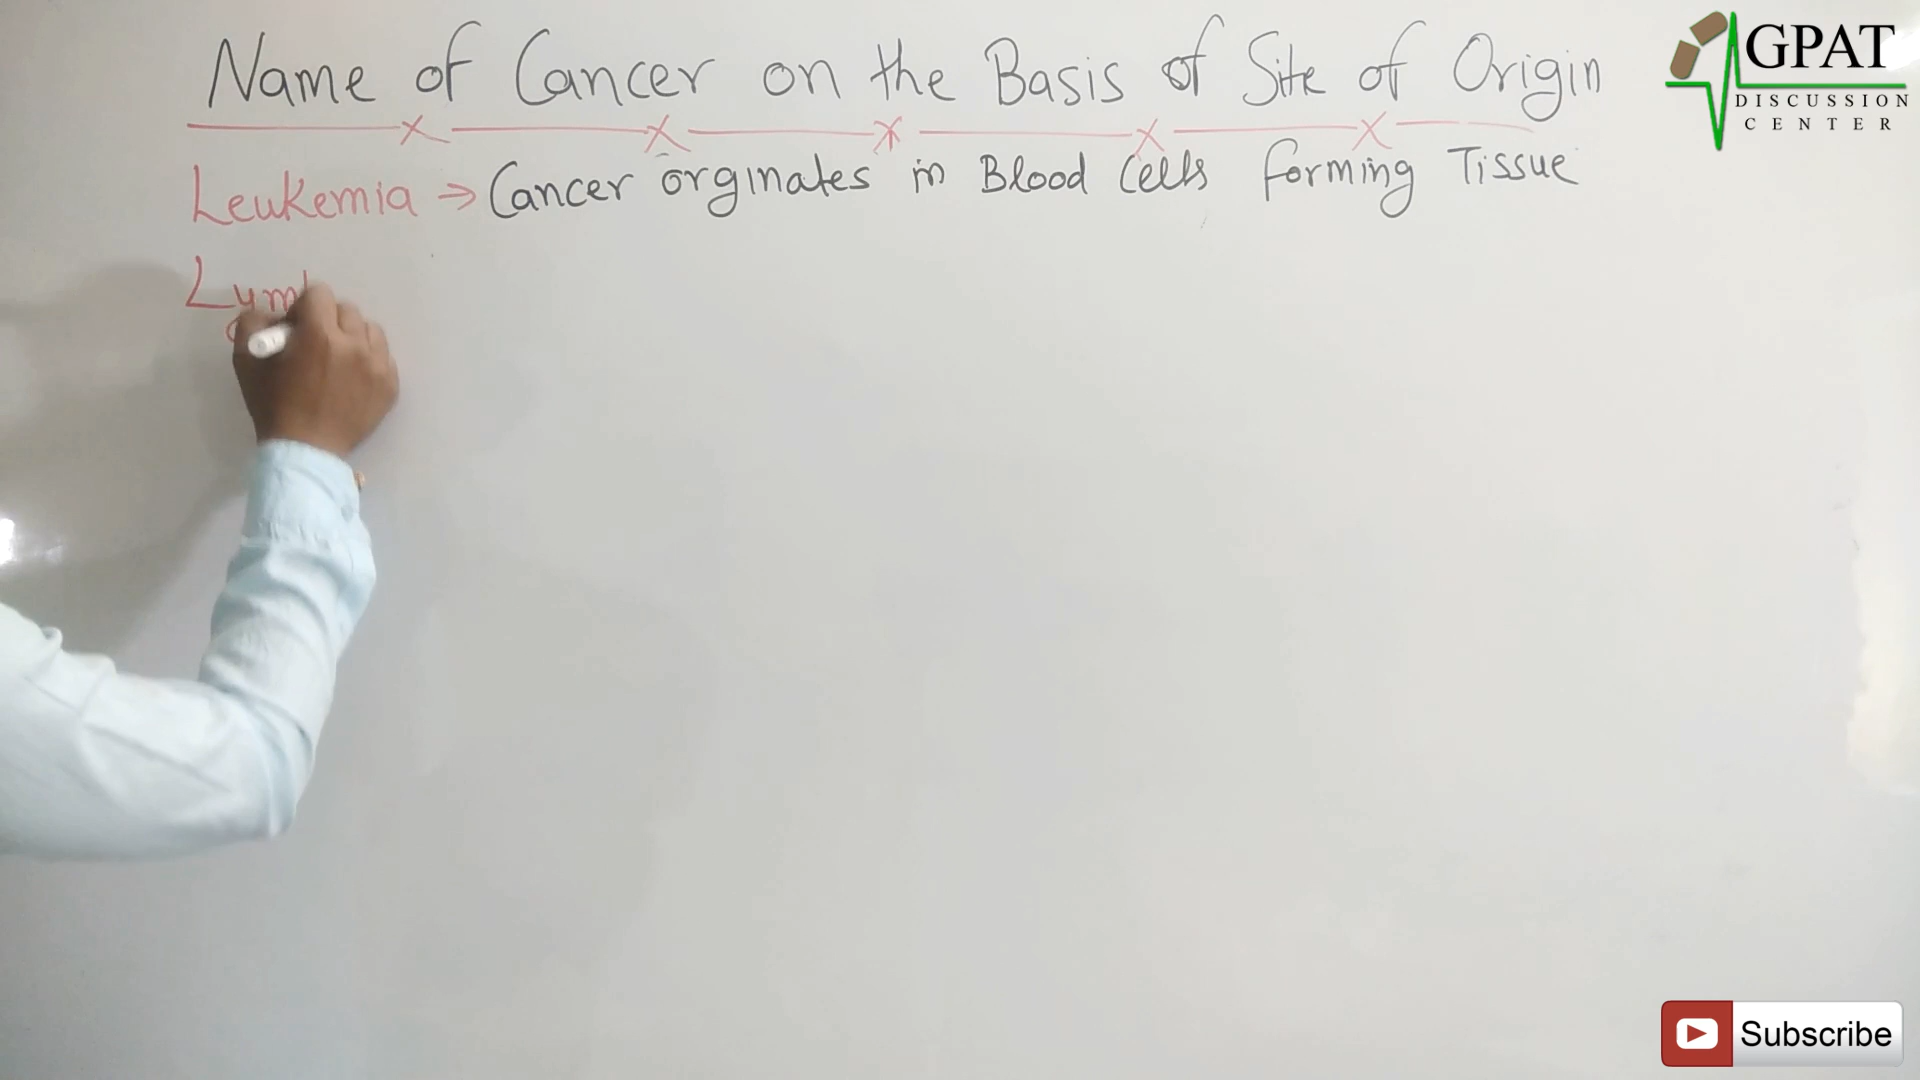 Name of Cancer on the Basis of Site of Origin
Leukemia → Cancer orginates in Blood Cells forming Tissue
GPAT
DISCUSSION
CENTER
Subscribe